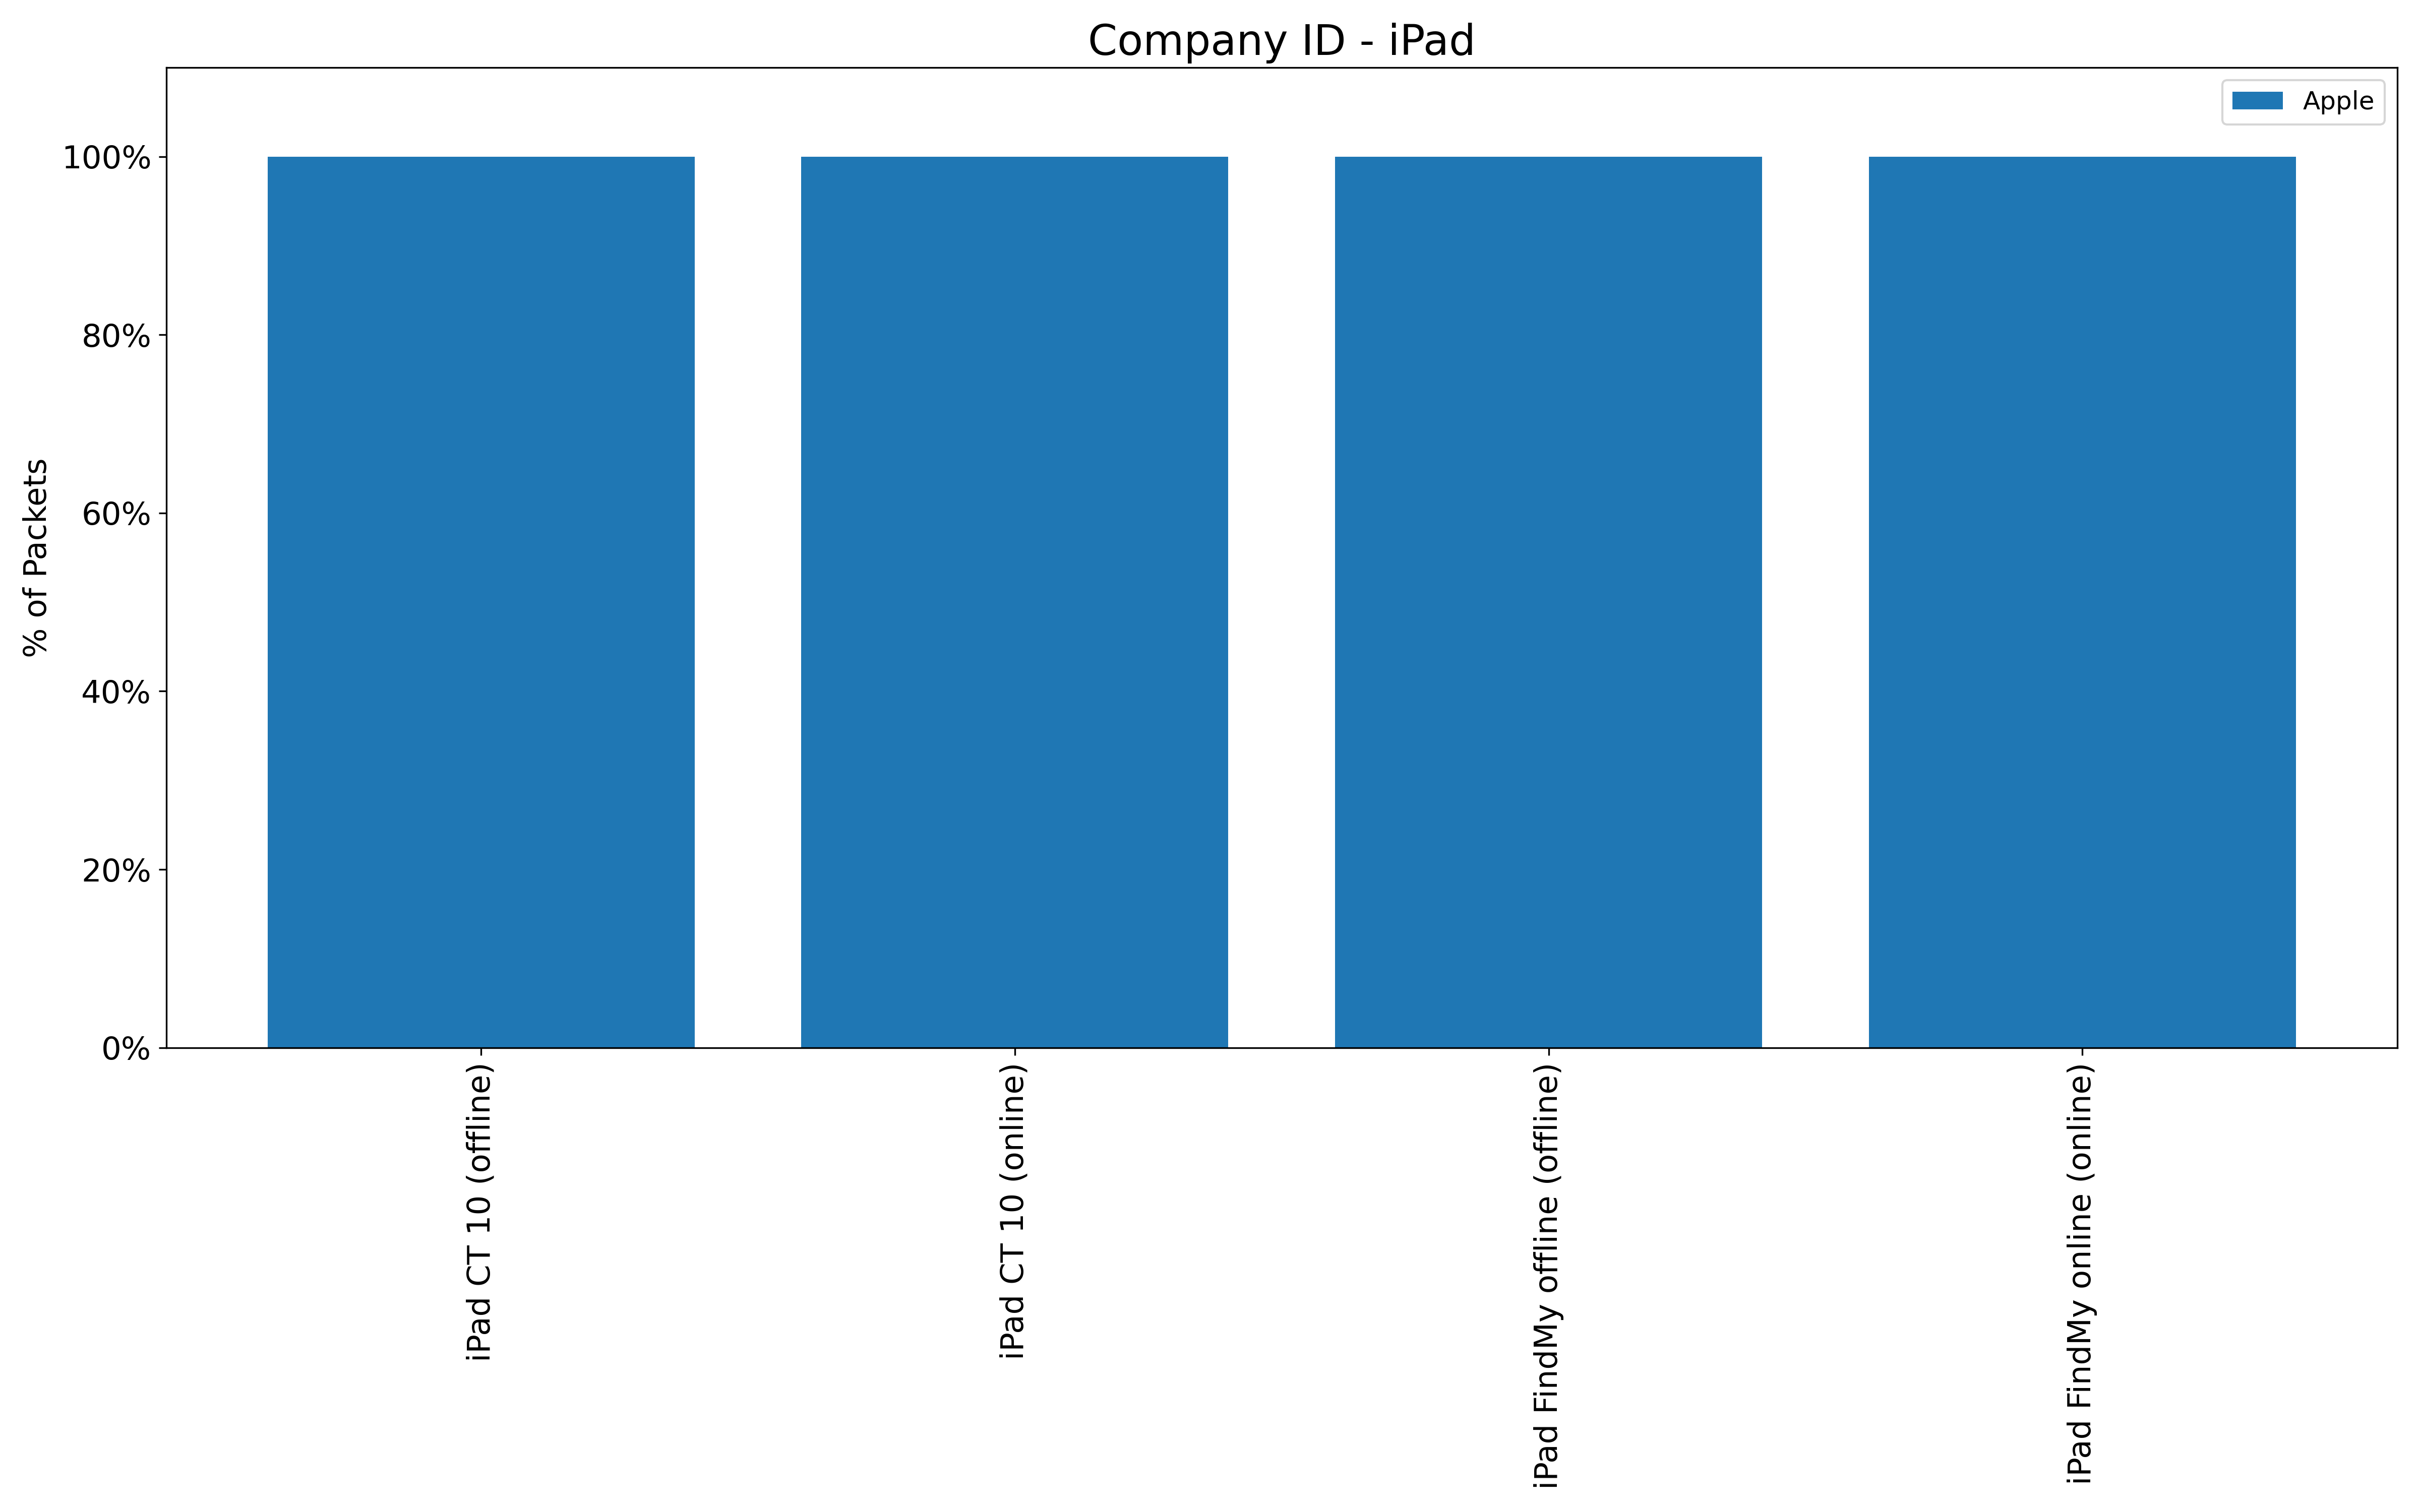 Company ID - iPad
Apple
% of Packets
100%
80%
60%
40%
20%
0%
iPad CT 10 (offline)
iPad CT 10 (online)
iPad FindMy offline (offline)
iPad FindMy online (online)